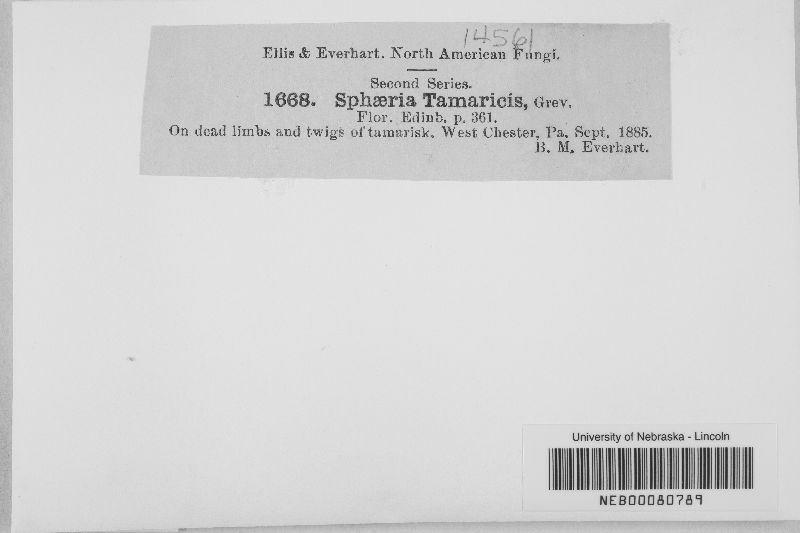 14561
Ellis & Everhart. North American Fungi.
Second Series.
1668. Sphæria Tamaricis, Grev.
Flor. Edinb. p. 361.
On dead limbs and twigs of tamarisk. West Chester, Pa. Sept. 1885.
B. M. Everhart.
University of Nebraska - Lincoln
NEB00080789